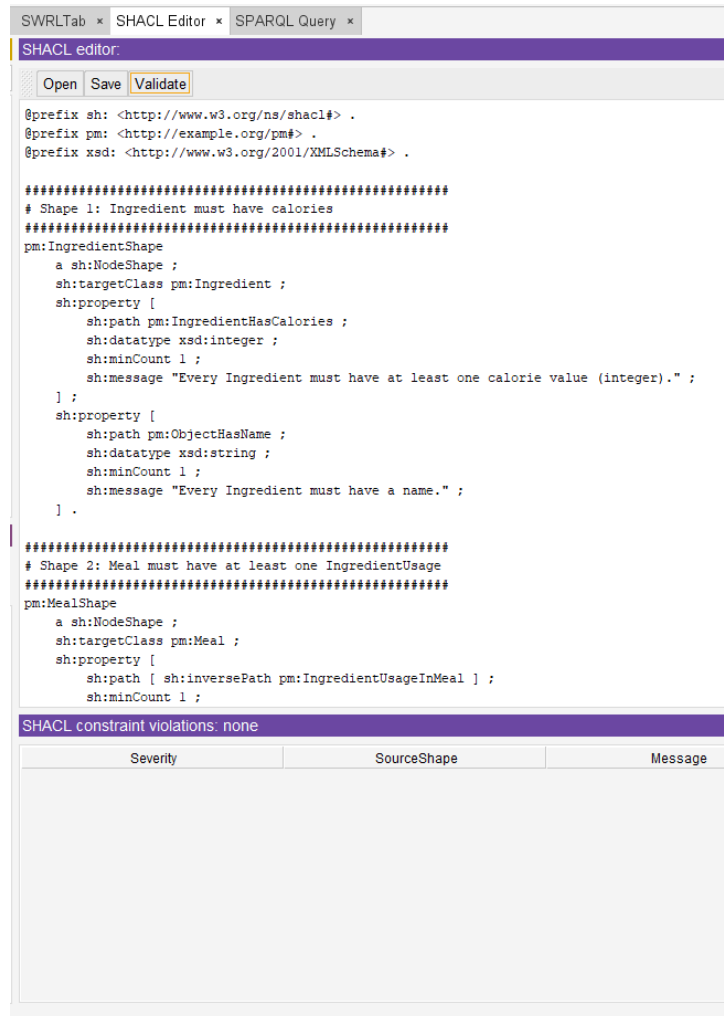 SWRLTab × SHACL Editor × SPARQL Query ×
SHACL editor:
Open Save Validate
@prefix sh: <http://www.w3.org/ns/shacl#> .
@prefix pm: <http://example.org/pm#> .
@prefix xsd: <http://www.w3.org/2001/XMLSchema#> .
#######################################################
# Shape 1: Ingredient must have calories
#######################################################
pm:IngredientShape
    a sh:NodeShape ;
    sh:targetClass pm:Ingredient ;
    sh:property [
        sh:path pm:IngredientHasCalories ;
        sh:datatype xsd:integer ;
        sh:minCount 1 ;
        sh:message "Every Ingredient must have at least one calorie value (integer)." ;
    ] ;
    sh:property [
        sh:path pm:ObjectHasName ;
        sh:datatype xsd:string ;
        sh:minCount 1 ;
        sh:message "Every Ingredient must have a name." ;
    ] .
#######################################################
# Shape 2: Meal must have at least one IngredientUsage
#######################################################
pm:MealShape
    a sh:NodeShape ;
    sh:targetClass pm:Meal ;
    sh:property [
        sh:path [ sh:inversePath pm:IngredientUsageInMeal ] ;
        sh:minCount 1 ;
SHACL constraint violations: none
Severity SourceShape Message